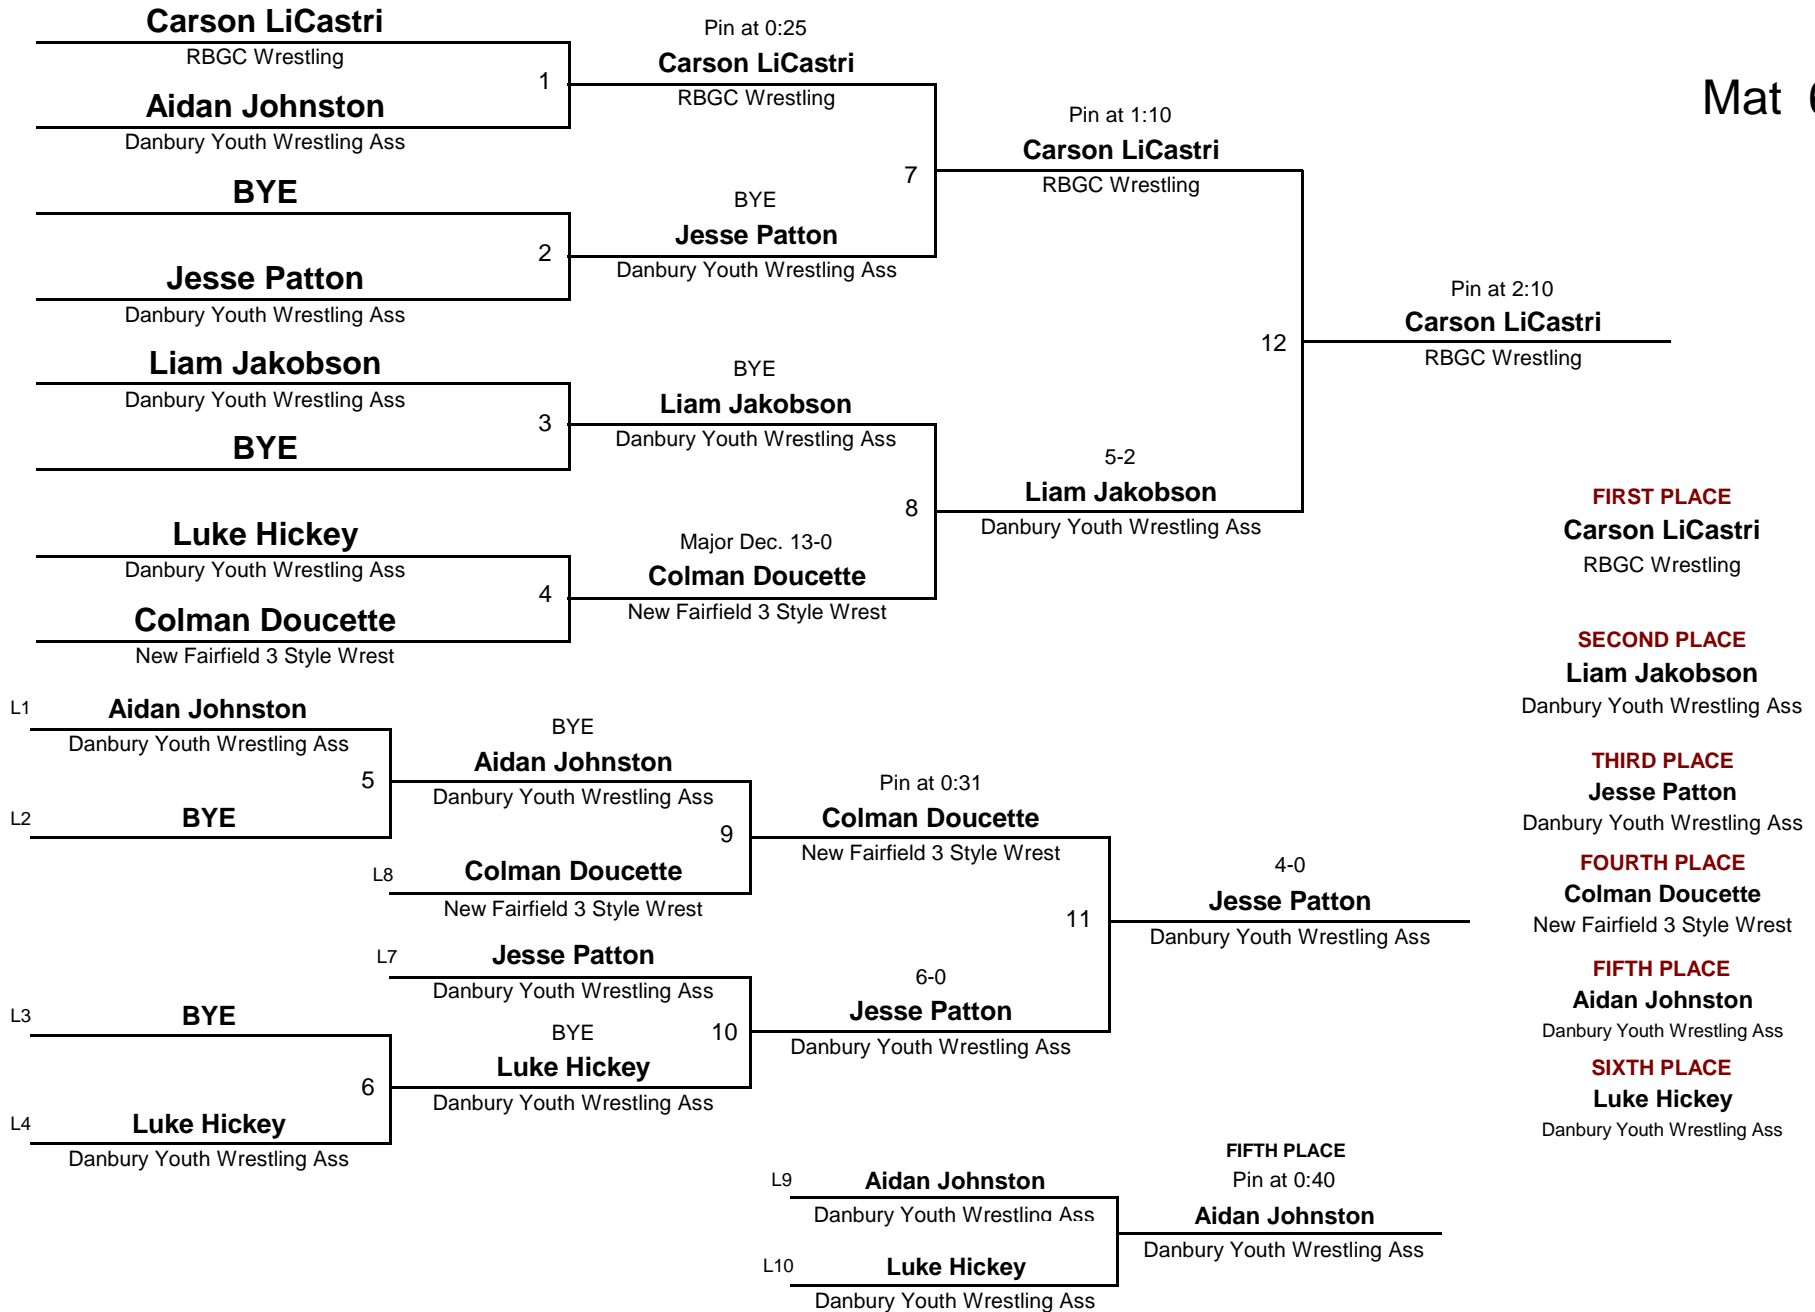 Carson LiCastri
RBGC Wrestling
1
Aidan Johnston
Danbury Youth Wrestling Ass
BYE
2
Jesse Patton
Danbury Youth Wrestling Ass
Liam Jakobson
Danbury Youth Wrestling Ass
3
BYE
Luke Hickey
Danbury Youth Wrestling Ass
4
Colman Doucette
New Fairfield 3 Style Wrest
Pin at 0:25
Carson LiCastri
RBGC Wrestling
7
BYE
Jesse Patton
Danbury Youth Wrestling Ass
BYE
Liam Jakobson
Danbury Youth Wrestling Ass
8
Major Dec. 13-0
Colman Doucette
New Fairfield 3 Style Wrest
Pin at 1:10
Carson LiCastri
RBGC Wrestling
12
5-2
Liam Jakobson
Danbury Youth Wrestling Ass
Pin at 2:10
Carson LiCastri
RBGC Wrestling
Mat 6
L1 Aidan Johnston
Danbury Youth Wrestling Ass
5
L2 BYE
BYE
Aidan Johnston
Danbury Youth Wrestling Ass
9
L8 Colman Doucette
New Fairfield 3 Style Wrest
L7 Jesse Patton
Danbury Youth Wrestling Ass
L3 BYE
BYE
10
Luke Hickey
Danbury Youth Wrestling Ass
6
L4 Luke Hickey
Danbury Youth Wrestling Ass
Pin at 0:31
Colman Doucette
New Fairfield 3 Style Wrest
11
6-0
Jesse Patton
Danbury Youth Wrestling Ass
4-0
Jesse Patton
Danbury Youth Wrestling Ass
L9 Aidan Johnston
Danbury Youth Wrestling Ass
L10 Luke Hickey
Danbury Youth Wrestling Ass
FIFTH PLACE
Pin at 0:40
Aidan Johnston
Danbury Youth Wrestling Ass
FIRST PLACE
Carson LiCastri
RBGC Wrestling
SECOND PLACE
Liam Jakobson
Danbury Youth Wrestling Ass
THIRD PLACE
Jesse Patton
Danbury Youth Wrestling Ass
FOURTH PLACE
Colman Doucette
New Fairfield 3 Style Wrest
FIFTH PLACE
Aidan Johnston
Danbury Youth Wrestling Ass
SIXTH PLACE
Luke Hickey
Danbury Youth Wrestling Ass